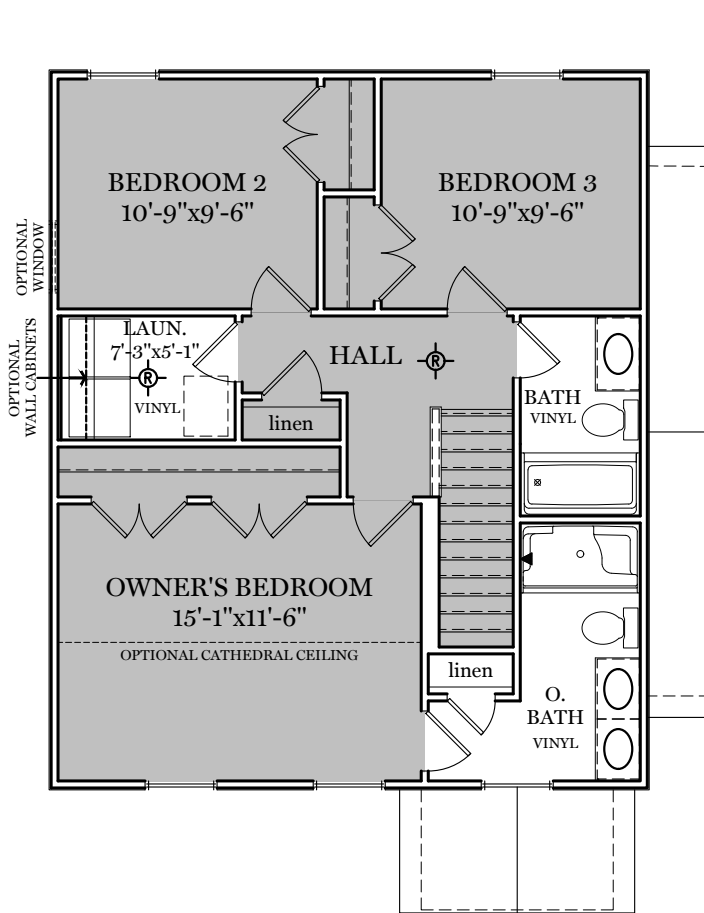 BEDROOM 2
10'-9"x9'-6"
BEDROOM 3
10'-9"x9'-6"
OPTIONAL
WINDOW
OPTIONAL
WALL CABINETS
LAUN.
7'-3"x5'-1"
R
VINYL
HALL
R
linen
BATH
VINYL
OWNER'S BEDROOM
15'-1"x11'-6"
OPTIONAL CATHEDRAL CEILING
linen
O.
BATH
VINYL